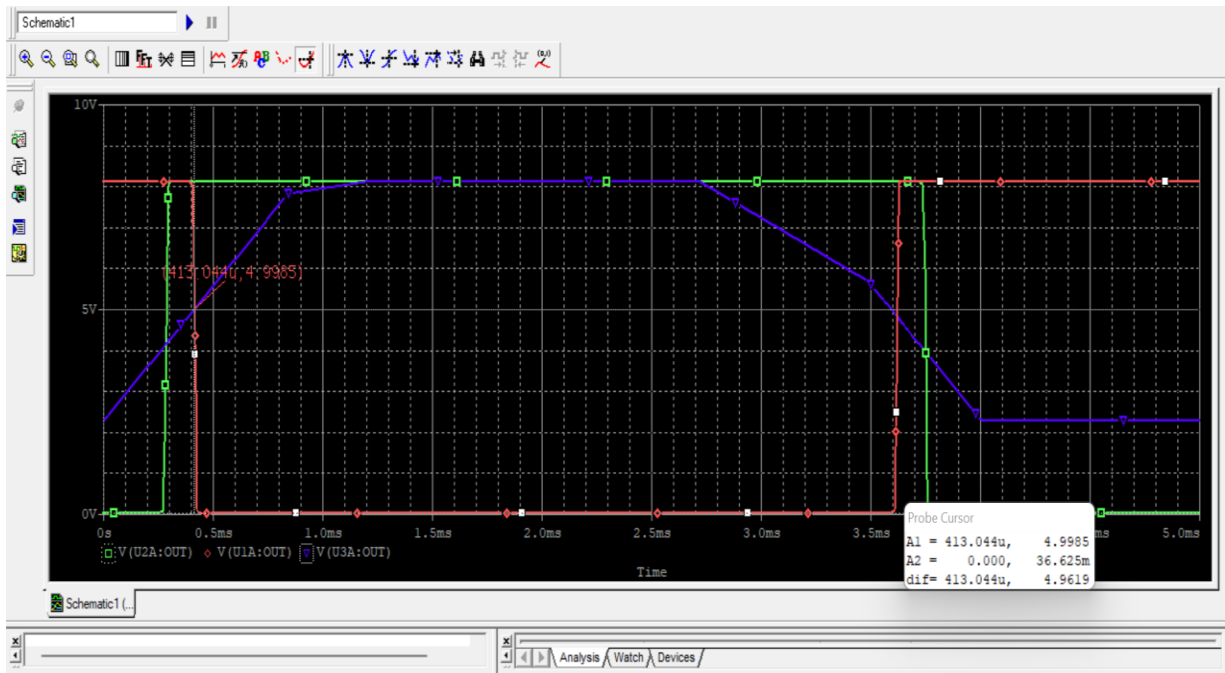 Schematic1
10V
(413.044u,4.9985)
5V
0V
0s 0.5ms 1.0ms 1.5ms 2.0ms 2.5ms 3.0ms 3.5ms ms 5.0ms
V(U2A:OUT) V(U1A:OUT) V(U3A:OUT)
Time
Probe Cursor
A1 = 413.044u, 4.9985
A2 = 0.000, 36.625m
dif= 413.044u, 4.9619
Schematic1 (...
Analysis Watch Devices